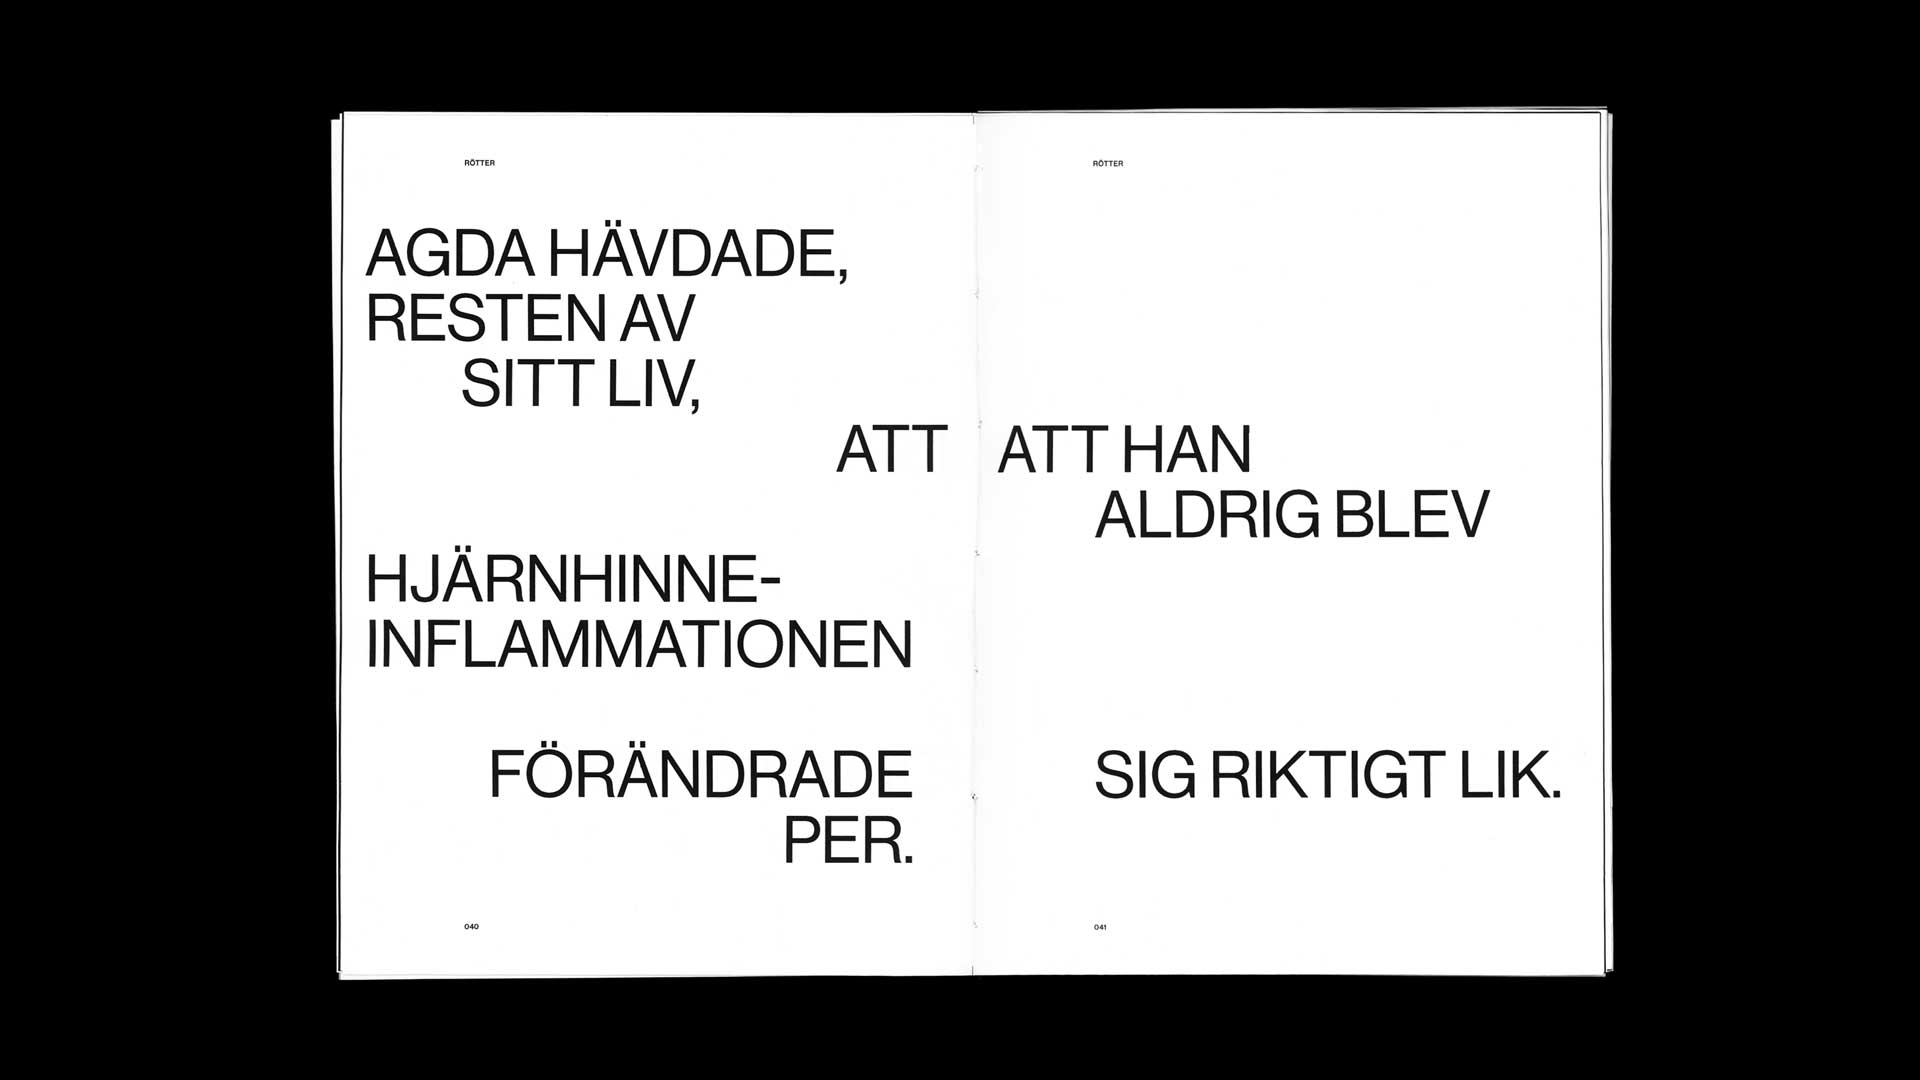 RÖTTER
AGDA HÄVDADE,
RESTEN AV
SITT LIV,
ATT
HJÄRNHINNE-
INFLAMMATIONEN
FÖRÄNDRADE
PER.
040
RÖTTER
ATT HAN
ALDRIG BLEV
SIG RIKTIGT LIK.
041